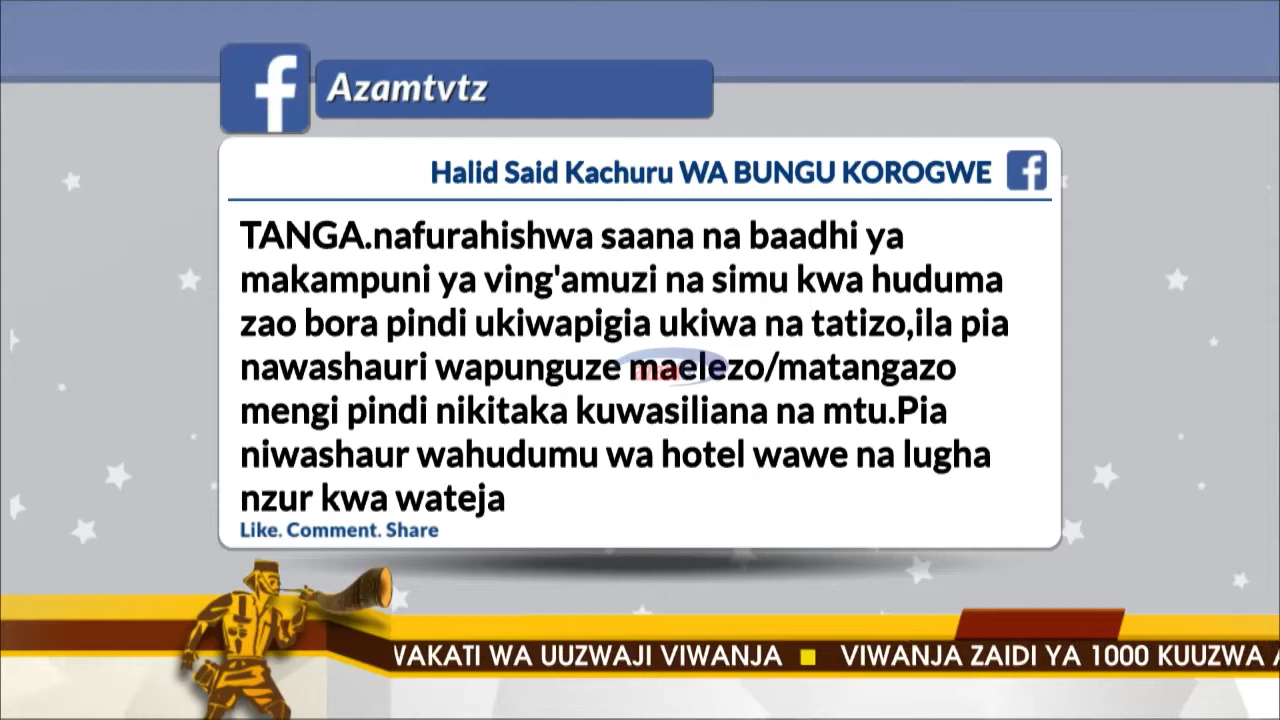 Azamtvtz
Halid Said Kachuru WA BUNGU KOROGWE
TANGA.nafurahishwa saana na baadhi ya
makampuni ya ving'amuzi na simu kwa huduma
zao bora pindi ukiwapigia ukiwa na tatizo,ila pia
nawashauri wapunguze maelezo/matangazo
mengi pindi nikitaka kuwasiliana na mtu.Pia
niwashaur wahudumu wa hotel wawe na lugha
nzur kwa wateja
Like. Comment. Share
WAKATI WA UUZWAJI VIWANJA VIWANJA ZAIDI YA 1000 KUUZWA